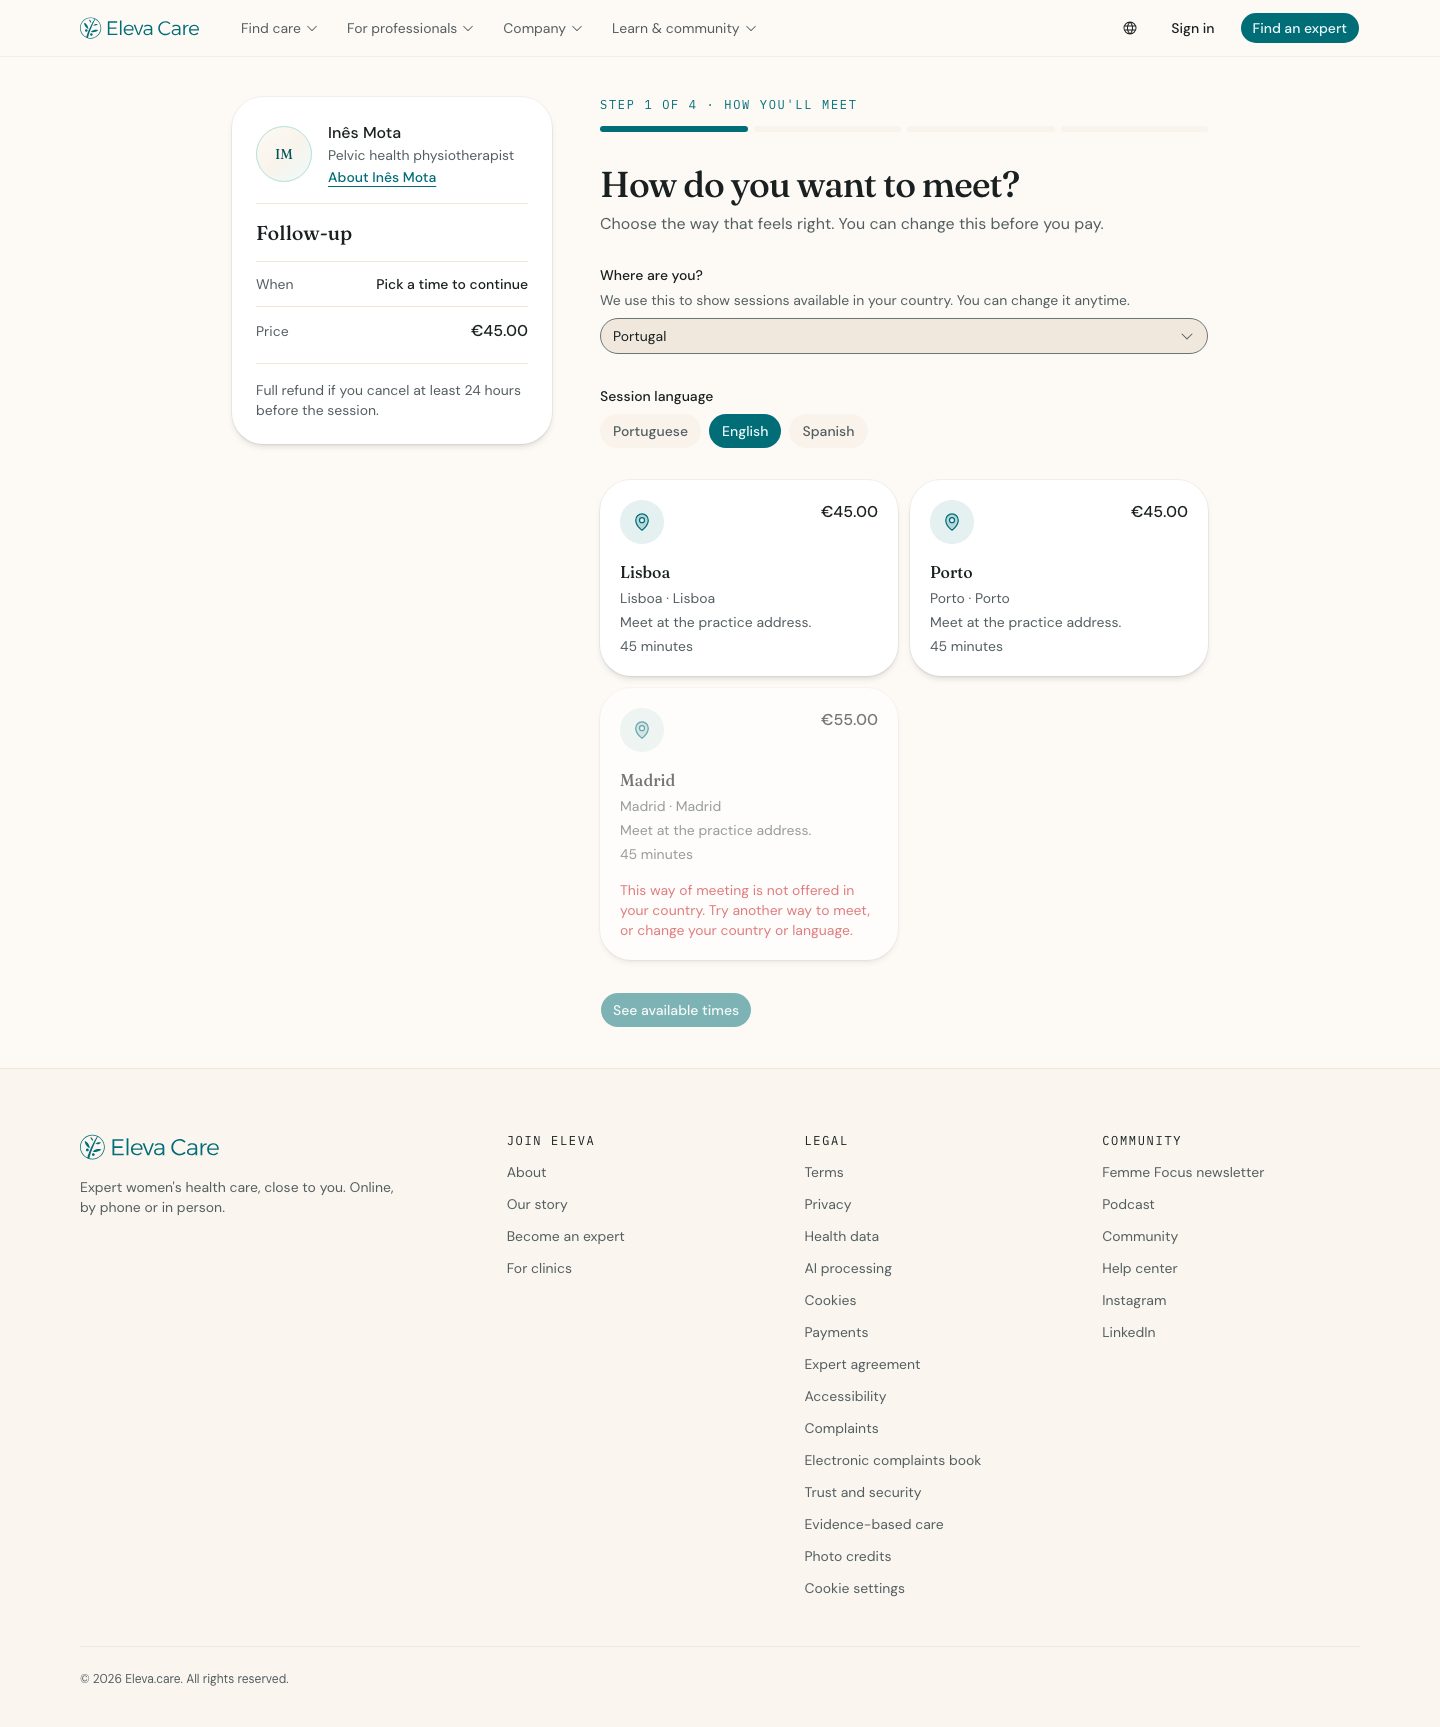 Eleva Care
Find care
For professionals
Company
Learn & community
Sign in
Find an expert
IM
Inês Mota
Pelvic health physiotherapist
About Inês Mota
Follow-up
When
Pick a time to continue
Price
€45.00
Full refund if you cancel at least 24 hours
before the session.
STEP 1 OF 4 · HOW YOU'LL MEET
How do you want to meet?
Choose the way that feels right. You can change this before you pay.
Where are you?
We use this to show sessions available in your country. You can change it anytime.
Portugal
Session language
Portuguese
English
Spanish
€45.00
Lisboa
Lisboa · Lisboa
Meet at the practice address.
45 minutes
€45.00
Porto
Porto · Porto
Meet at the practice address.
45 minutes
€55.00
Madrid
Madrid · Madrid
Meet at the practice address.
45 minutes
This way of meeting is not offered in
your country. Try another way to meet,
or change your country or language.
See available times
Eleva Care
Expert women's health care, close to you. Online,
by phone or in person.
JOIN ELEVA
About
Our story
Become an expert
For clinics
LEGAL
Terms
Privacy
Health data
AI processing
Cookies
Payments
Expert agreement
Accessibility
Complaints
Electronic complaints book
Trust and security
Evidence-based care
Photo credits
Cookie settings
COMMUNITY
Femme Focus newsletter
Podcast
Community
Help center
Instagram
LinkedIn
© 2026 Eleva.care. All rights reserved.